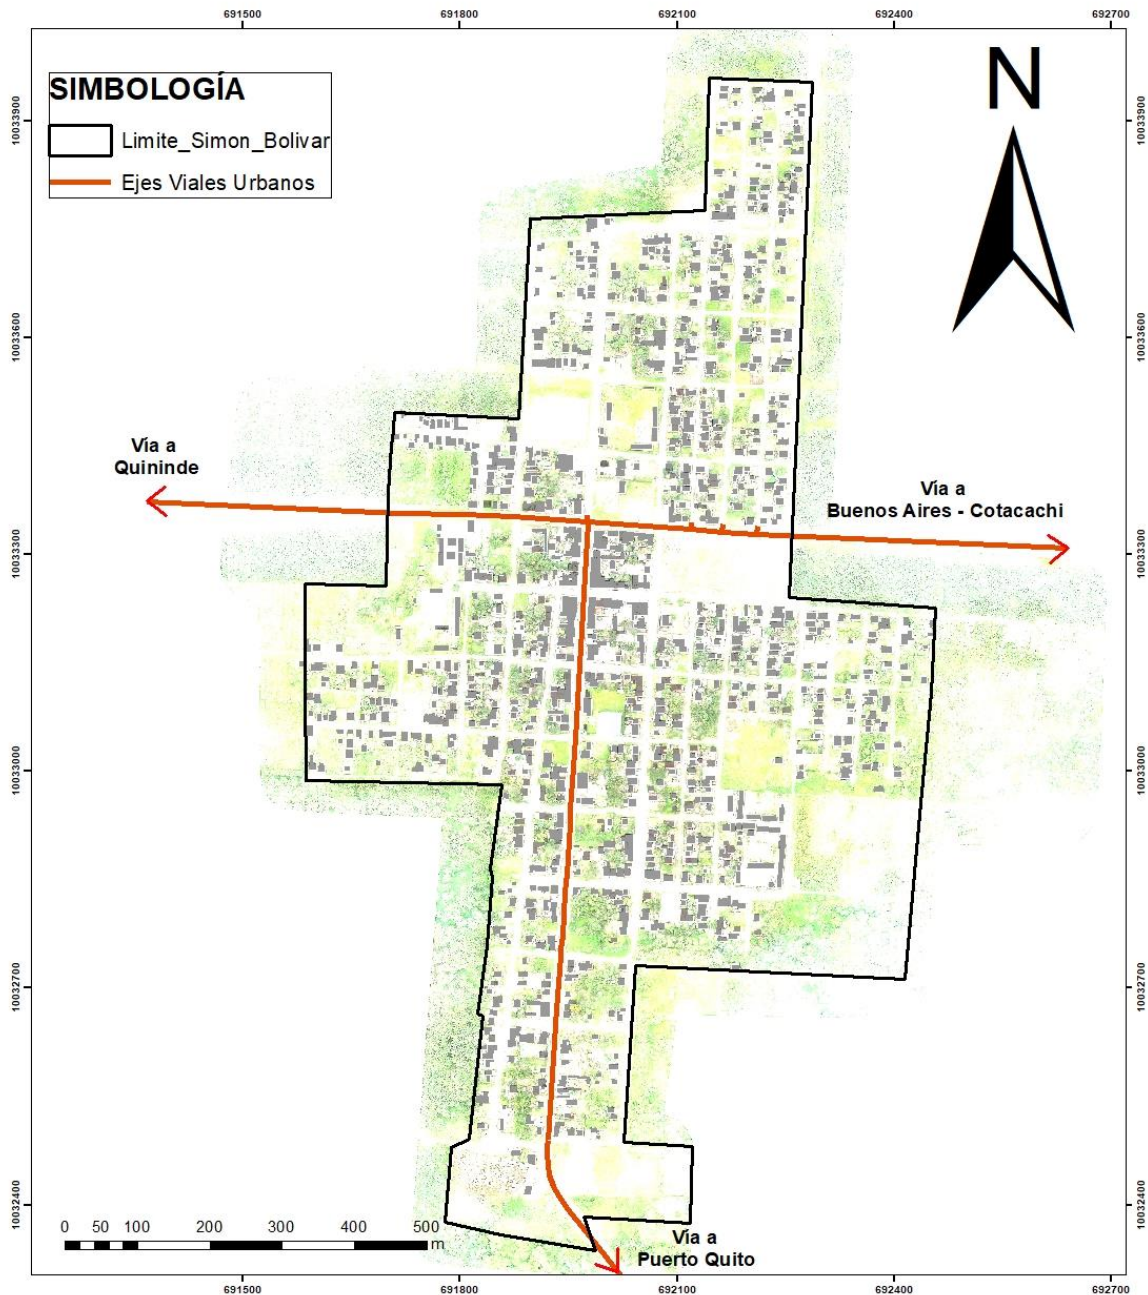 691500 691800 692100 692400 692700
SIMBOLOGÍA
Limite_Simon_Bolivar
Ejes Viales Urbanos
N
10033900 10033900
10033600 10033600
Vía a
Quininde
Vía a
Buenos Aires - Cotacachi
10033300 10033300
10033000 10033000
10032700 10032700
10032400 10032400
0 50 100 200 300 400 500
m
Vía a
Puerto Quito
691500 691800 692100 692400 692700